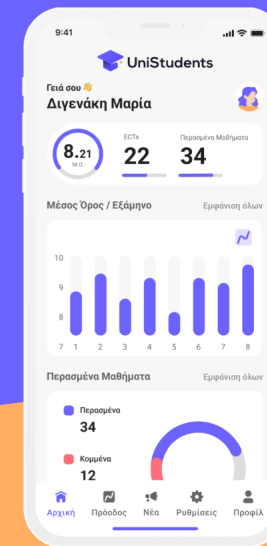 9:41
UniStudents
Γειά σου 👋
Διγενάκη Μαρία
8.21
Μ.Ο
ECTs
22
Περασμένα Μαθήματα
34
Μέσος Όρος / Εξάμηνο
Εμφάνιση όλων
10
9
8
7 1 2 3 4 5 6 7 8
Περασμένα Μαθήματα
Εμφάνιση όλων
Περασμένα
34
Κομμένα
12
Αρχική Πρόοδος Νέα Ρυθμίσεις Προφίλ